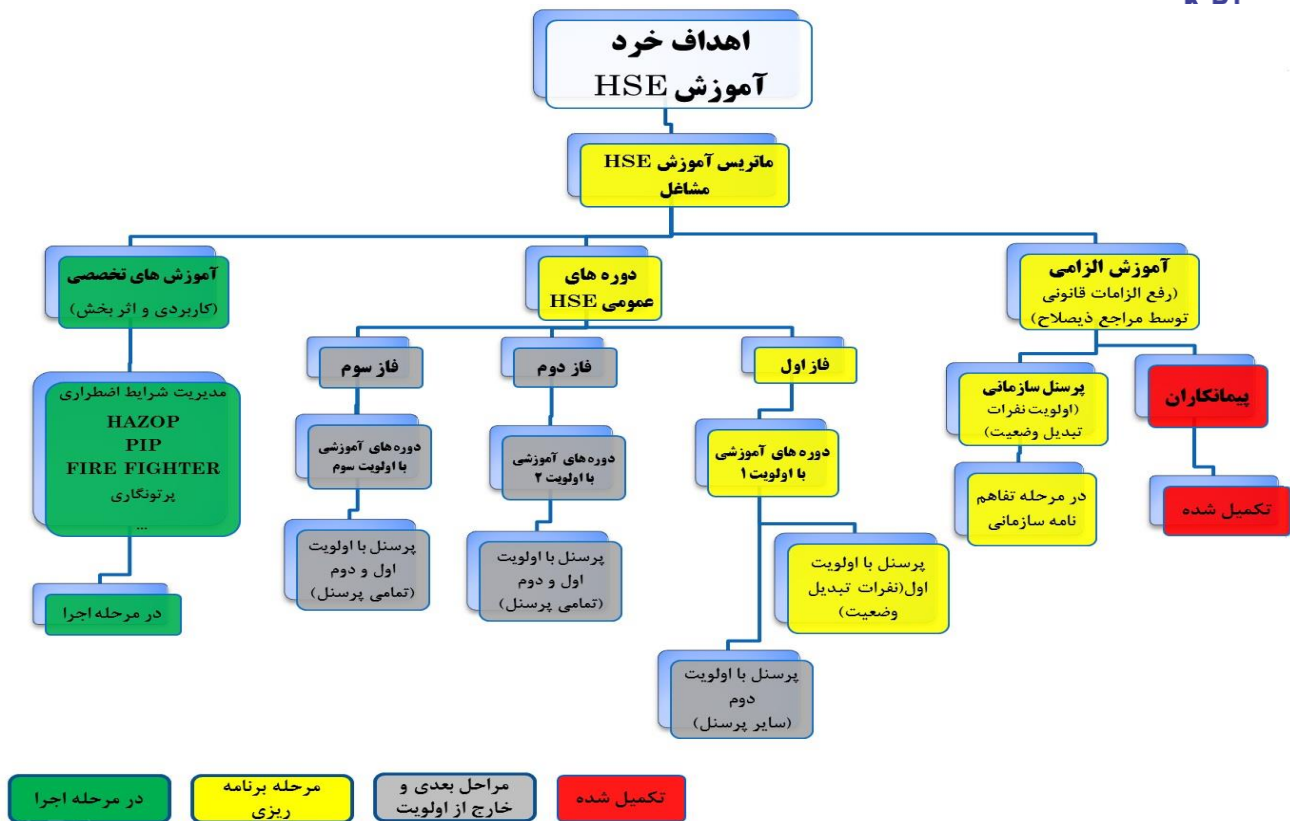 اهداف خرد
آموزش HSE
ماتریس آموزش HSE
مشاغل
آموزش الزامی
(رفع الزامات قانونی
توسط مراجع ذیصلاح)
پیمانکاران
تکمیل شده
پرسنل سازمانی
(اولویت نفرات
تبدیل وضعیت)
در مرحله تفاهم
نامه سازمانی
دوره های
عمومی HSE
فاز اول
دوره های آموزشی
با اولویت ۱
پرسنل با اولویت
اول(نفرات تبدیل
وضعیت)
پرسنل با اولویت
دوم
(سایر پرسنل)
فاز دوم
دوره های آموزشی
با اولویت ۲
پرسنل با اولویت
اول و دوم
(تمامی پرسنل)
فاز سوم
دوره های آموزشی
با اولویت سوم
پرسنل با اولویت
اول و دوم
(تمامی پرسنل)
آموزش های تخصصی
(کاربردی و اثر بخش)
مدیریت شرایط اضطراری
HAZOP
PIP
FIRE FIGHTER
پرتونگاری
...
در مرحله اجرا
تکمیل شده
مراحل بعدی و
خارج از اولویت
مرحله برنامه
ریزی
در مرحله اجرا